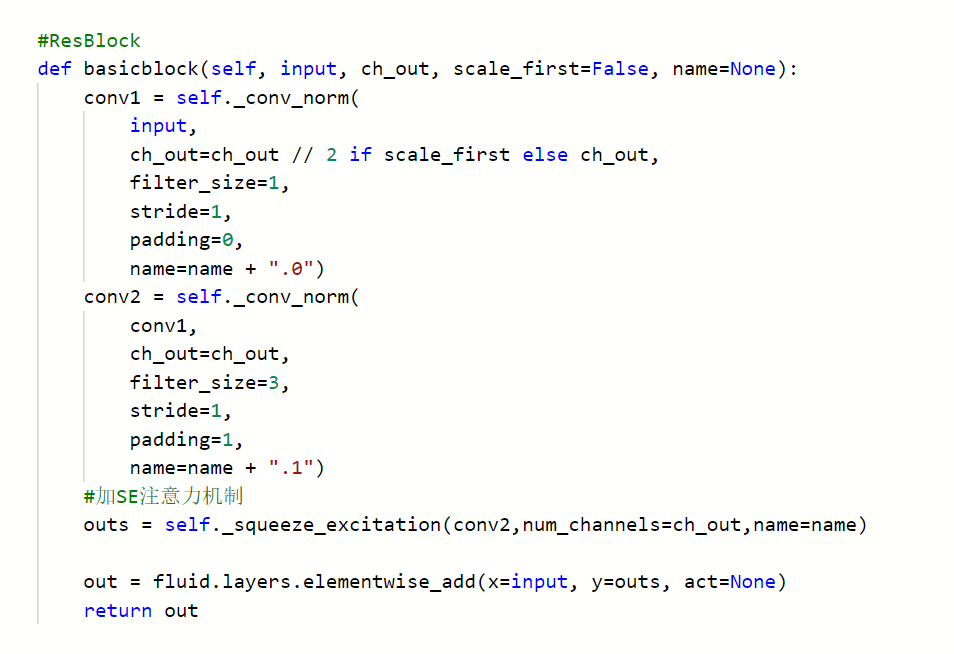 #ResBlock
def basicblock(self, input, ch_out, scale_first=False, name=None):
    conv1 = self._conv_norm(
        input,
        ch_out=ch_out // 2 if scale_first else ch_out,
        filter_size=1,
        stride=1,
        padding=0,
        name=name + ".0")
    conv2 = self._conv_norm(
        conv1,
        ch_out=ch_out,
        filter_size=3,
        stride=1,
        padding=1,
        name=name + ".1")
    #加SE注意力机制
    outs = self._squeeze_excitation(conv2,num_channels=ch_out,name=name)

    out = fluid.layers.elementwise_add(x=input, y=outs, act=None)
    return out